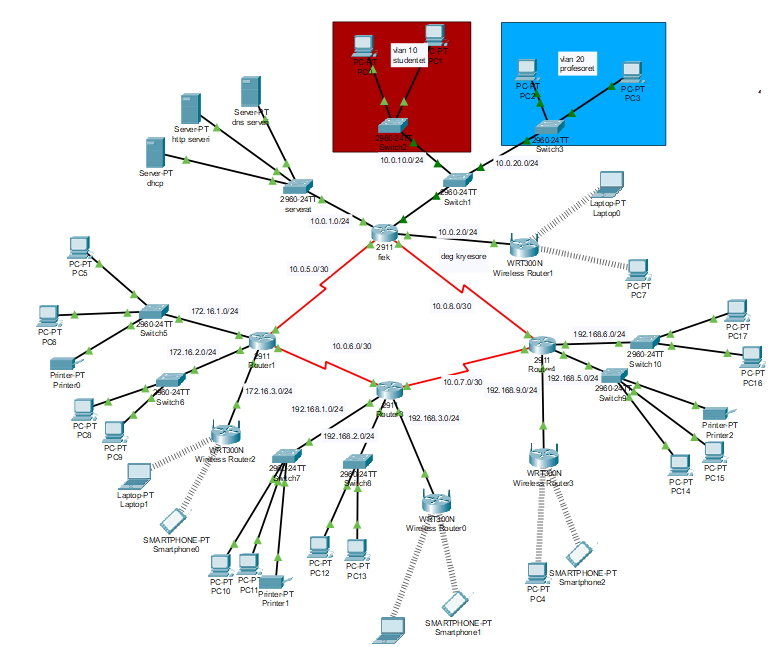 vlan 10
studentet
PC-PT
PC1
vlan 20
profesoret
PC-PT
PC2
PC-PT
PC3
Server-PT
dns serveri
Server-PT
http serveri
Server-PT
dhcp
2960-24TT
Switch2
2960-24TT
Switch3
10.0.10.0/24
10.0.20.0/24
2960-24TT
Switch1
2960-24TT
serverat
10.0.1.0/24
Laptop-PT
Laptop0
10.0.2.0/24
2911
fiek
deg kryesore
WRT300N
Wireless Router1
PC-PT
PC7
PC-PT
PC5
10.0.5.0/30
10.0.8.0/30
172.16.1.0/24
PC-PT
PC6
2960-24TT
Switch5
192.168.6.0/24
PC-PT
PC17
10.0.6.0/30
172.16.2.0/24
2911
Router1
2911
Router4
2960-24TT
Switch10
PC-PT
PC16
Printer-PT
Printer0
2960-24TT
Switch6
172.16.3.0/24
10.0.7.0/30
192.168.9.0/24
192.168.5.0/24
2960-24TT
Switch9
192.168.1.0/24
192.168.3.0/24
192.168.2.0/24
PC-PT
PC8
PC-PT
PC9
WRT300N
Wireless Router2
Printer-PT
Printer2
2960-24TT
Switch7
2960-24TT
Switch8
WRT300N
Wireless Router3
PC-PT
PC15
PC-PT
PC14
Laptop-PT
Laptop1
WRT300N
Wireless Router0
SMARTPHONE-PT
Smartphone0
PC-PT
PC12
PC-PT
PC13
SMARTPHONE-PT
Smartphone2
PC-PT
PC10
PC-PT
PC11
Printer-PT
Printer1
PC-PT
PC4
SMARTPHONE-PT
Smartphone1